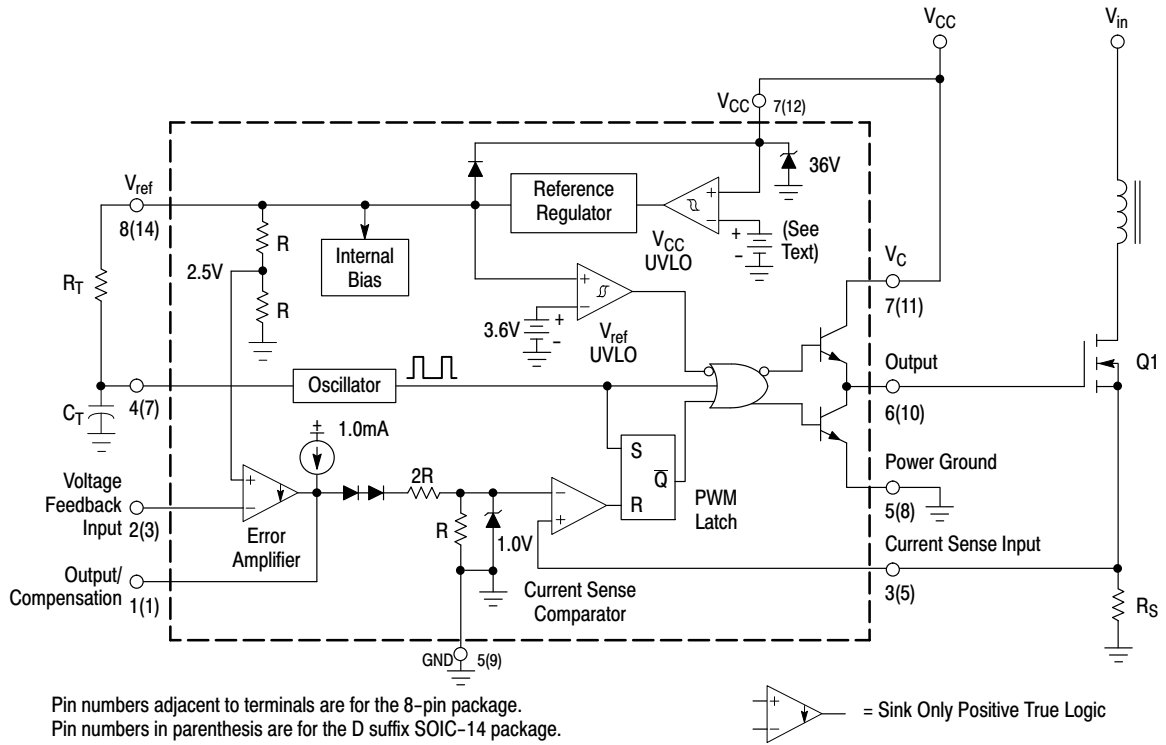 VCC
Vin
VCC 7(12)
36V
Vref
8(14)
Reference
Regulator
(See
Text)
VCC
UVLO
R
Internal
Bias
2.5V
R
RT
VC
7(11)
3.6V
Vref
UVLO
Output
6(10)
Q1
Oscillator
4(7)
CT
1.0mA
S
Q
R
PWM
Latch
2R
Power Ground
5(8)
Voltage
Feedback
Input
2(3)
Error
Amplifier
R
1.0V
Current Sense Input
3(5)
Current Sense
Comparator
Output/
Compensation
1(1)
RS
GND 5(9)
Pin numbers adjacent to terminals are for the 8-pin package.
Pin numbers in parenthesis are for the D suffix SOIC-14 package.
= Sink Only Positive True Logic